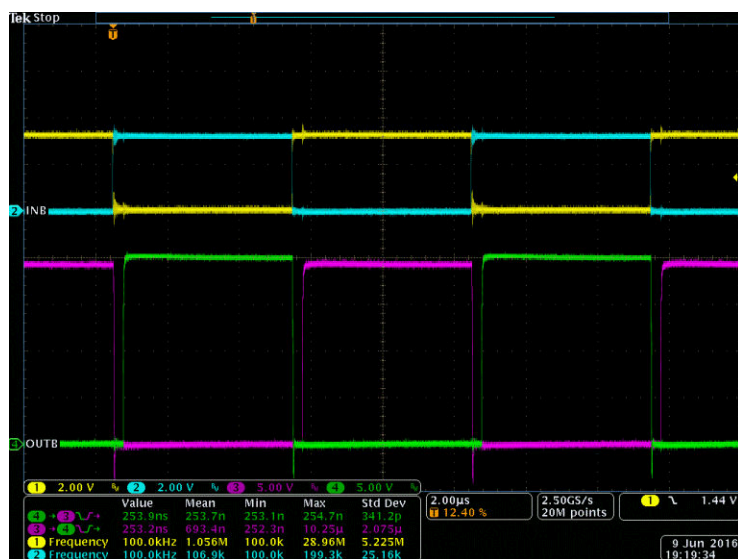 Tek Stop
T
T
2 INB
4 OUTB
1 2.00 V 2 2.00 V 3 5.00 V 4 5.00 V
Value Mean Min Max Std Dev
4 → 3 253.9ns 253.7n 253.1n 254.7n 341.2p
3 → 4 253.2ns 693.4n 252.3n 10.25µ 2.075µ
1 Frequency 100.0kHz 1.056M 100.0k 28.96M 5.225M
2 Frequency 100.0kHz 106.9k 100.0k 199.3k 25.16k
2.00µs
T 12.40 %
2.50GS/s
20M points
1 1.44 V
9 Jun 2016
19:19:34